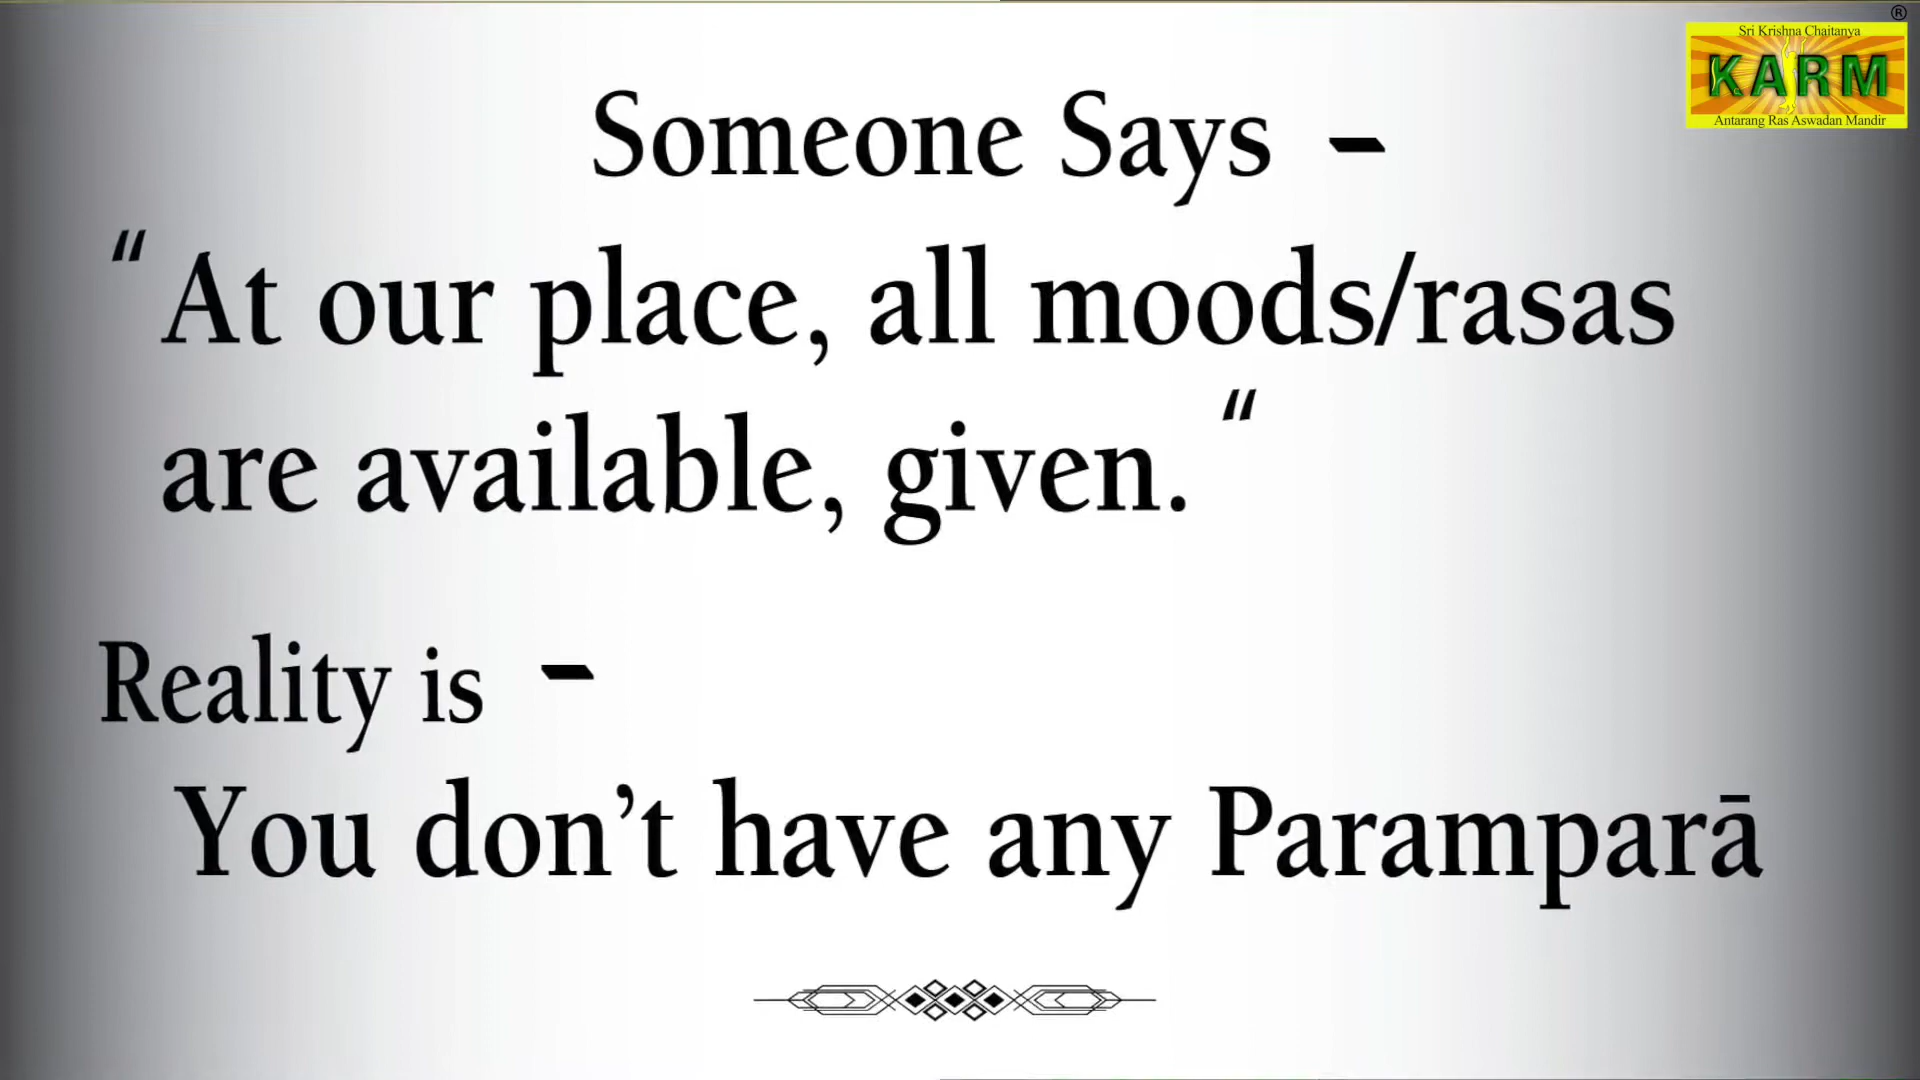 ®
Sri Krishna Chaitanya
KARM
Antarang Ras Aswadan Mandir
Someone Says -
“At our place, all moods/rasas
are available, given.“
Reality is -
You don’t have any Paramparā